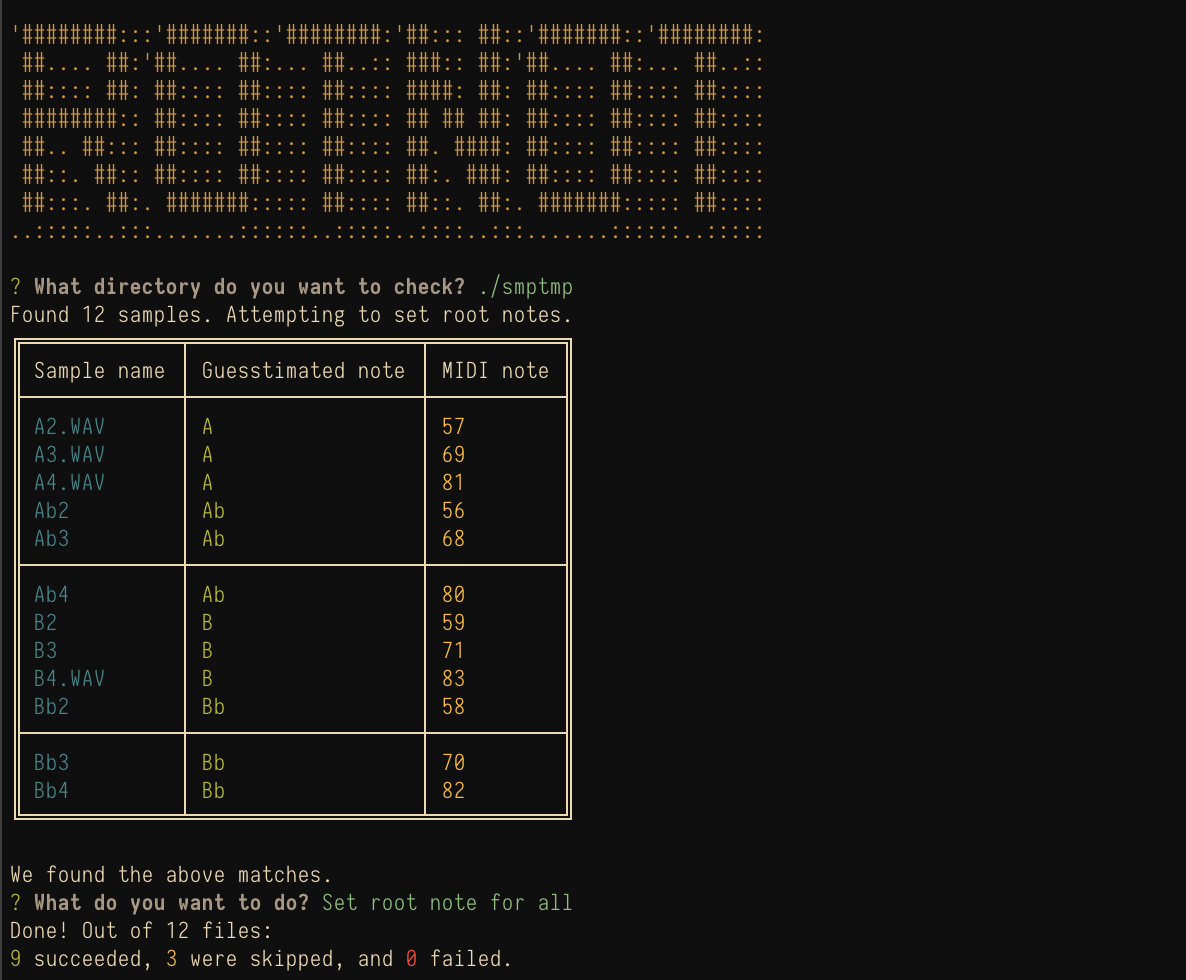 '########:::'#######::'########:'##::: ##::'#######::'########:
 ##.... ##:'##.... ##:... ##..:: ###:: ##:'##.... ##:... ##..::
 ##:::: ##: ##:::: ##:::: ##:::: ####: ##: ##:::: ##:::: ##::::
 ########:: ##:::: ##:::: ##:::: ## ## ##: ##:::: ##:::: ##::::
 ##.. ##::: ##:::: ##:::: ##:::: ##. ####: ##:::: ##:::: ##::::
 ##::. ##:: ##:::: ##:::: ##:::: ##:. ###: ##:::: ##:::: ##::::
 ##:::. ##:. #######::::: ##:::: ##::. ##:. #######::::: ##::::
..:::::..:::.......::::::..:::::..::::..:::.......::::::..:::::
? What directory do you want to check? ./smptmp
Found 12 samples. Attempting to set root notes.
Sample name Guesstimated note MIDI note
A2.WAV A 57
A3.WAV A 69
A4.WAV A 81
Ab2 Ab 56
Ab3 Ab 68
Ab4 Ab 80
B2 B 59
B3 B 71
B4.WAV B 83
Bb2 Bb 58
Bb3 Bb 70
Bb4 Bb 82
We found the above matches.
? What do you want to do? Set root note for all
Done! Out of 12 files:
9 succeeded, 3 were skipped, and 0 failed.